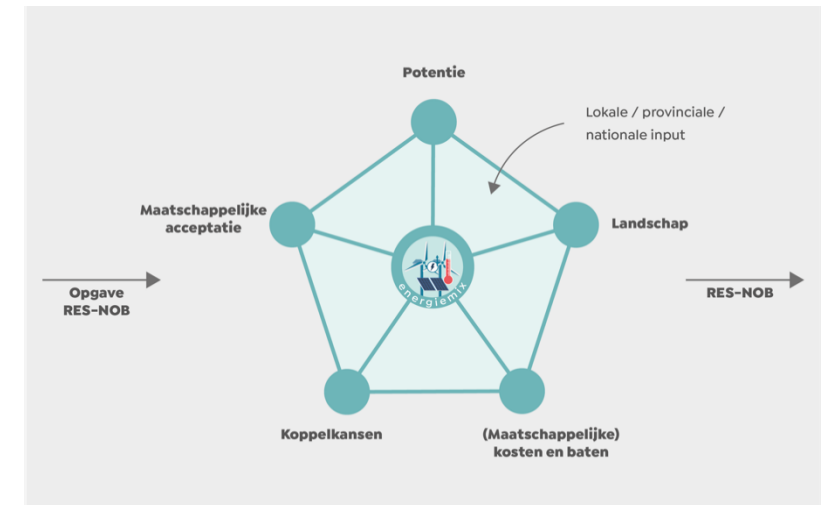 Potentie
Lokale / provinciale /
nationale input
Maatschappelijke
acceptatie
Landschap
energiemix
Opgave
RES-NOB
RES-NOB
Koppelkansen
(Maatschappelijke)
kosten en baten